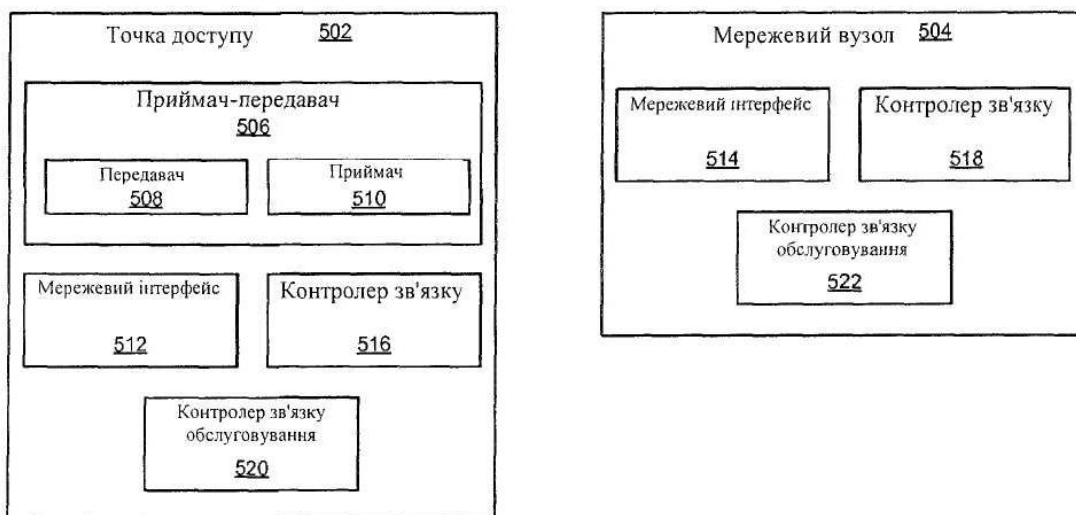 Точка доступу 502
Приймач-передавач
506
Передавач
508
Приймач
510
Мережевий інтерфейс
512
Контролер зв'язку
516
Контролер зв'язку
обслуговування
520
Мережевий вузол 504
Мережевий інтерфейс
514
Контролер зв'язку
518
Контролер зв'язку
обслуговування
522